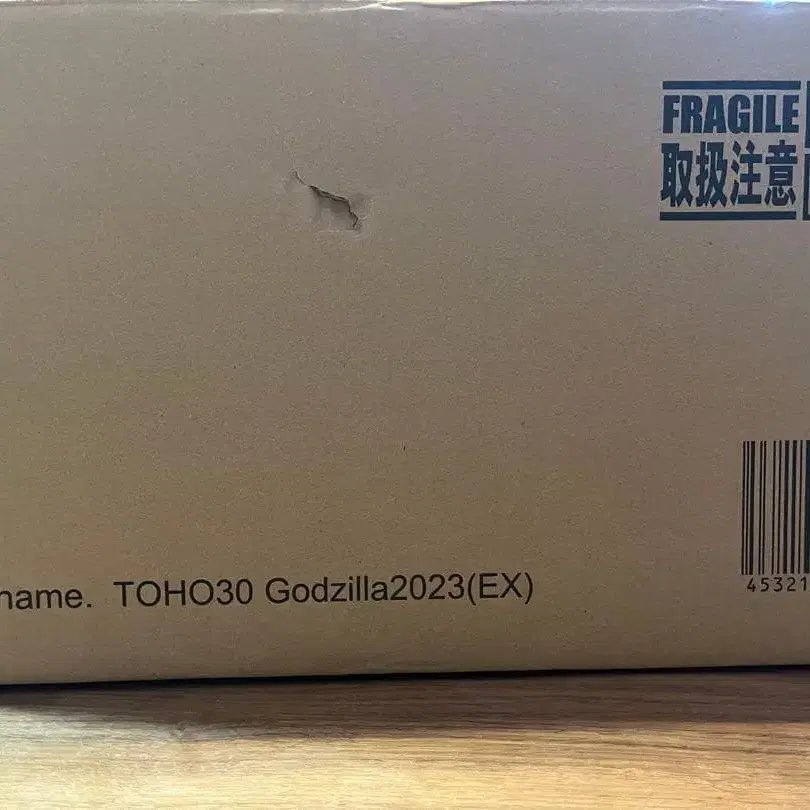 FRAGILE
取扱注意
name. TOHO30 Godzilla2023(EX)
45321